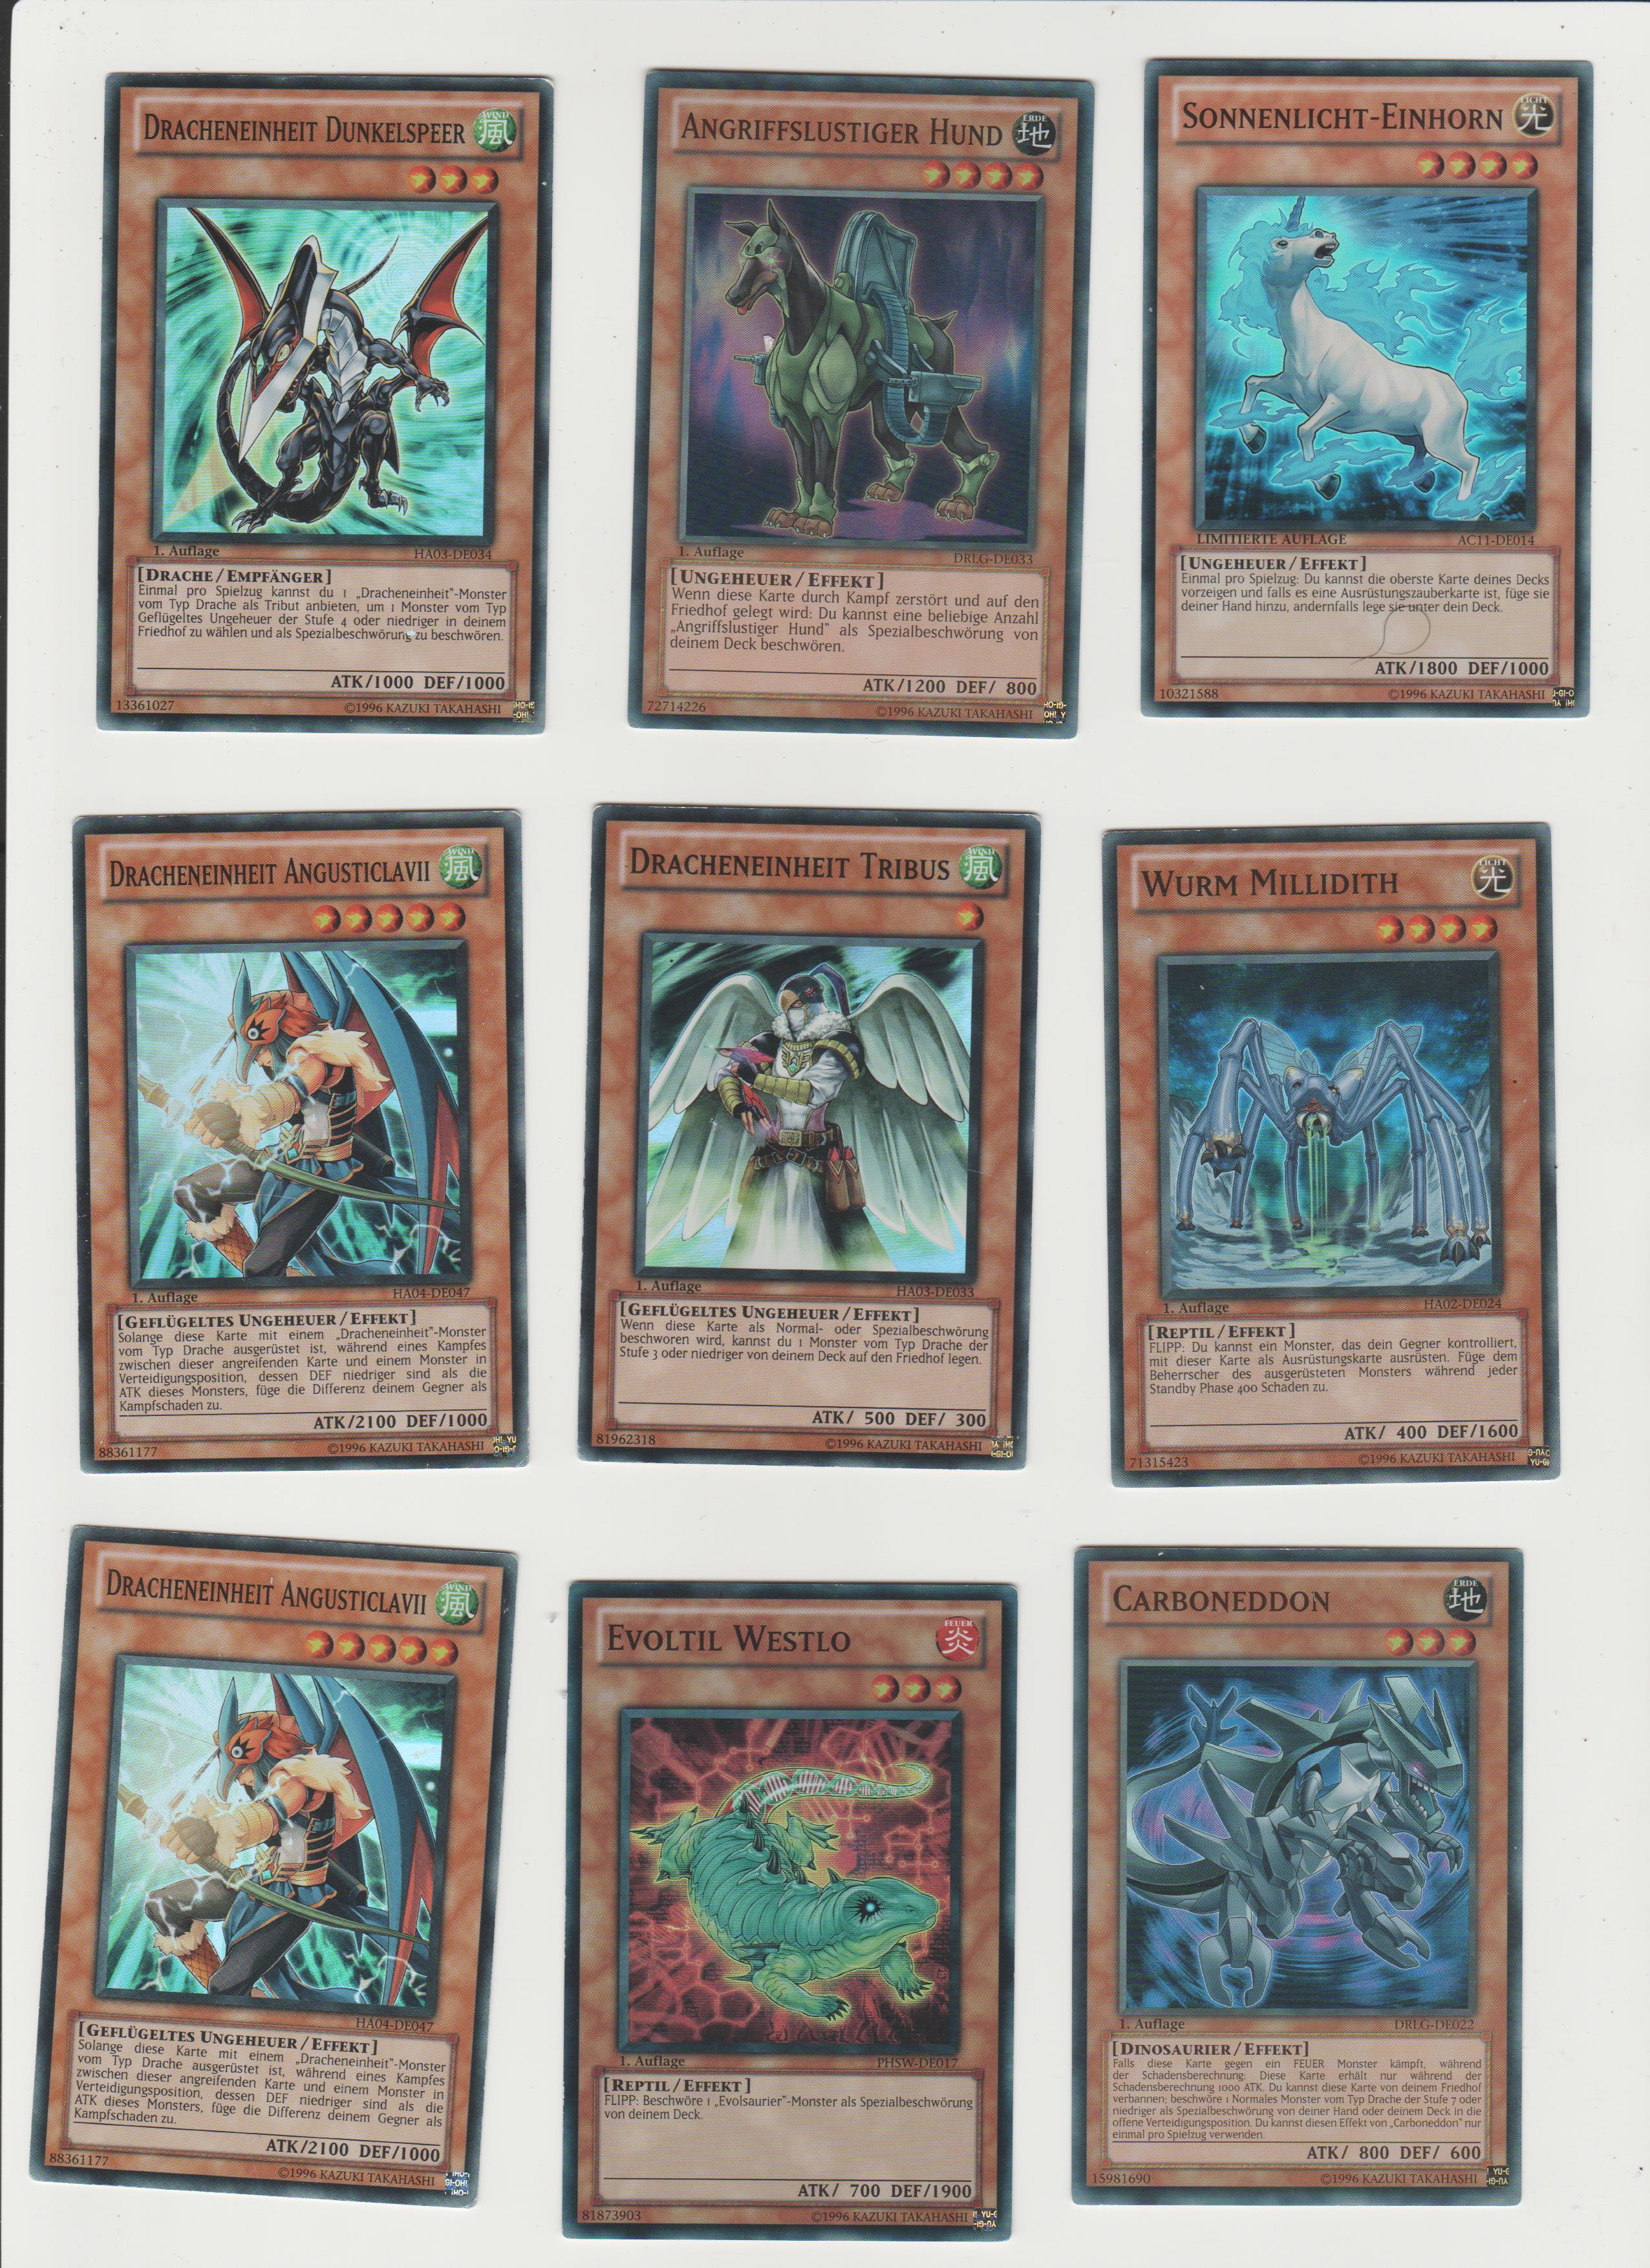 DRACHENEINHEIT DUNKELSPEER
WIND
風
1. Auflage
HA03-DE034
[DRACHE/EMPFÄNGER]
Einmal pro Spielzug kannst du 1 „Dracheneinheit"-Monster
vom Typ Drache als Tribut anbieten, um 1 Monster vom Typ
Geflügeltes Ungeheuer der Stufe 4 oder niedriger in deinem
Friedhof zu wählen und als Spezialbeschwörung zu beschwören.
ATK/1000 DEF/1000
13361027
©1996 KAZUKI TAKAHASHI
ANGRIFFSLUSTIGER HUND
ERDE
地
1. Auflage
DRLG-DE033
[UNGEHEUER/EFFEKT]
Wenn diese Karte durch Kampf zerstört und auf den
Friedhof gelegt wird: Du kannst eine beliebige Anzahl
„Angriffslustiger Hund" als Spezialbeschwörung von
deinem Deck beschwören.
ATK/1200 DEF/ 800
72714226
©1996 KAZUKI TAKAHASHI
SONNENLICHT-EINHORN
LICHT
光
LIMITIERTE AUFLAGE
AC11-DE014
[UNGEHEUER/EFFEKT]
Einmal pro Spielzug: Du kannst die oberste Karte deines Decks
vorzeigen und falls es eine Ausrüstungszauberkarte ist, füge sie
deiner Hand hinzu, andernfalls lege sie unter dein Deck.
ATK/1800 DEF/1000
10321588
©1996 KAZUKI TAKAHASHI
DRACHENEINHEIT ANGUSTICLAVII
WIND
風
1. Auflage
HA04-DE047
[GEFLÜGELTES UNGEHEUER/EFFEKT]
Solange diese Karte mit einem „Dracheneinheit"-Monster
vom Typ Drache ausgerüstet ist, während eines Kampfes
zwischen dieser angreifenden Karte und einem Monster in
Verteidigungsposition, dessen DEF niedriger sind als die
ATK dieses Monsters, füge die Differenz deinem Gegner als
Kampfschaden zu.
ATK/2100 DEF/1000
88361177
©1996 KAZUKI TAKAHASHI
DRACHENEINHEIT TRIBUS
WIND
風
1. Auflage
HA03-DE033
[GEFLÜGELTES UNGEHEUER/EFFEKT]
Wenn diese Karte als Normal- oder Spezialbeschwörung
beschworen wird, kannst du 1 Monster vom Typ Drache der
Stufe 3 oder niedriger von deinem Deck auf den Friedhof legen.
ATK/ 500 DEF/ 300
81962318
©1996 KAZUKI TAKAHASHI
WURM MILLIDITH
LICHT
光
1. Auflage
HA02-DE024
[REPTIL/EFFEKT]
FLIPP: Du kannst ein Monster, das dein Gegner kontrolliert,
mit dieser Karte als Ausrüstungskarte ausrüsten. Füge dem
Beherrscher des ausgerüsteten Monsters während jeder
Standby Phase 400 Schaden zu.
ATK/ 400 DEF/1600
71315423
©1996 KAZUKI TAKAHASHI
DRACHENEINHEIT ANGUSTICLAVII
WIND
風
HA04-DE047
[GEFLÜGELTES UNGEHEUER/EFFEKT]
Solange diese Karte mit einem „Dracheneinheit"-Monster
vom Typ Drache ausgerüstet ist, während eines Kampfes
zwischen dieser angreifenden Karte und einem Monster in
Verteidigungsposition, dessen DEF niedriger sind als die
ATK dieses Monsters, füge die Differenz deinem Gegner als
Kampfschaden zu.
ATK/2100 DEF/1000
88361177
©1996 KAZUKI TAKAHASHI
EVOLTIL WESTLO
FEUER
炎
1. Auflage
PHSW-DE017
[REPTIL/EFFEKT]
FLIPP: Beschwöre 1 „Evolsaurier"-Monster als Spezialbeschwörung
von deinem Deck.
ATK/ 700 DEF/1900
81873903
©1996 KAZUKI TAKAHASHI
CARBONEDDON
ERDE
地
1. Auflage
DRLG-DE022
[DINOSAURIER/EFFEKT]
Falls diese Karte gegen ein FEUER Monster kämpft, während
der Schadensberechnung: Diese Karte erhält nur während der
Schadensberechnung 1000 ATK. Du kannst diese Karte von deinem Friedhof
verbannen; beschwöre 1 Normales Monster vom Typ Drache der Stufe 7 oder
niedriger als Spezialbeschwörung von deiner Hand oder deinem Deck in die
offene Verteidigungsposition. Du kannst diesen Effekt von „Carboneddon" nur
einmal pro Spielzug verwenden.
ATK/ 800 DEF/ 600
15981690
©1996 KAZUKI TAKAHASHI